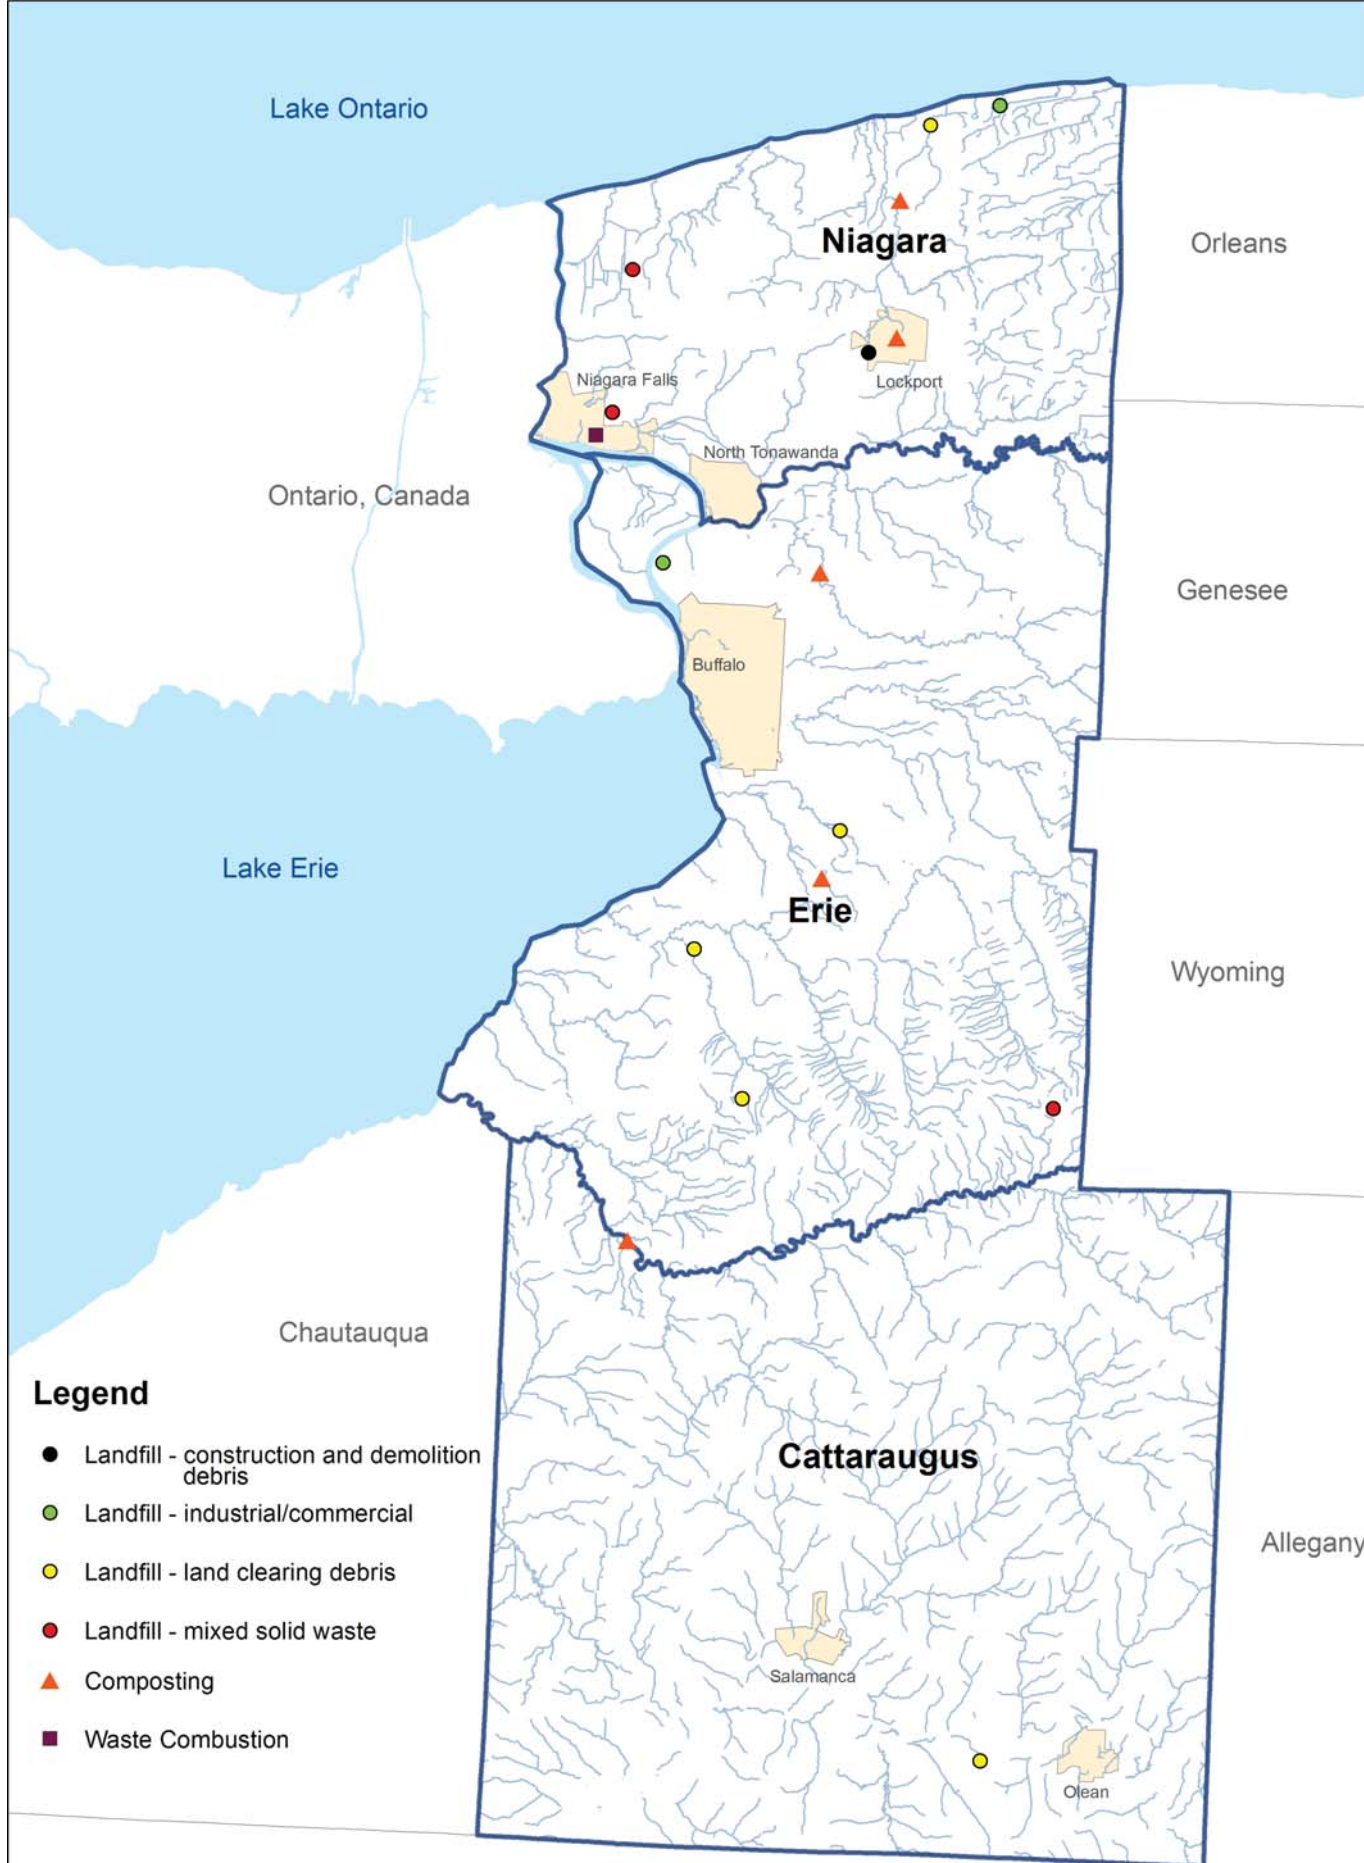 Lake Ontario
Niagara
Orleans
Niagara Falls
Lockport
North Tonawanda
Ontario, Canada
Genesee
Buffalo
Lake Erie
Erie
Wyoming
Chautauqua
Legend
Landfill - construction and demolition
debris
Landfill - industrial/commercial
Landfill - land clearing debris
Landfill - mixed solid waste
Composting
Waste Combustion
Cattaraugus
Allegany
Salamanca
Olean